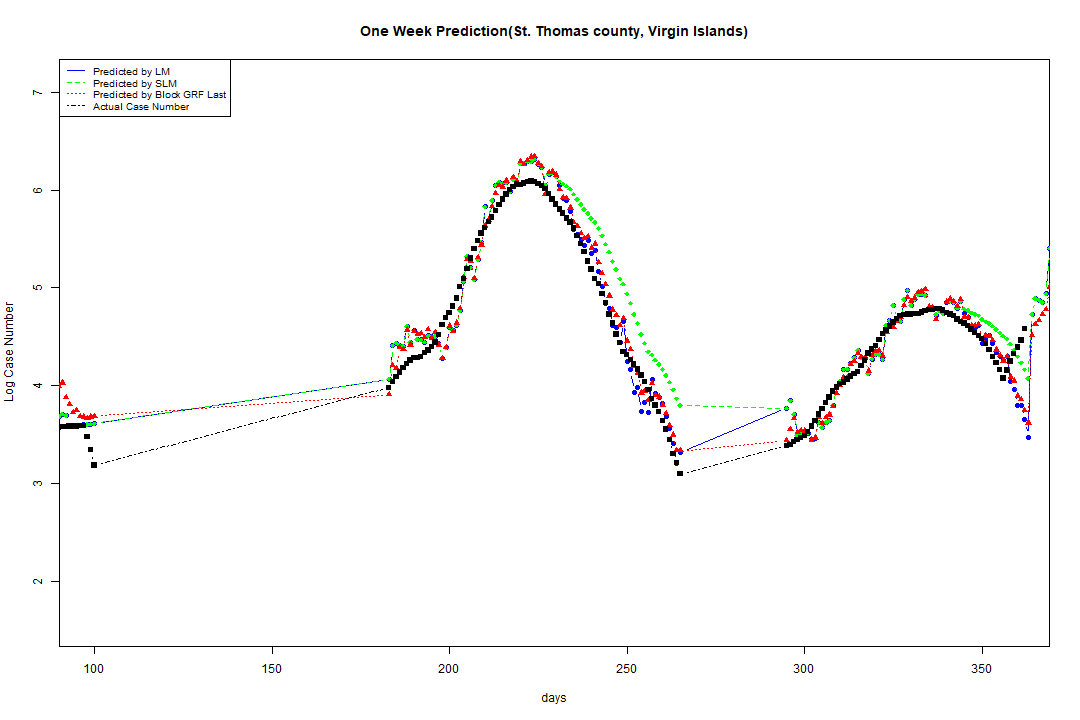 One Week Prediction(St. Thomas county, Virgin Islands)
Predicted by LM
Predicted by SLM
Predicted by Block GRF Last
Actual Case Number
7
6
5
4
3
2
Log Case Number
100 150 200 250 300 350
days